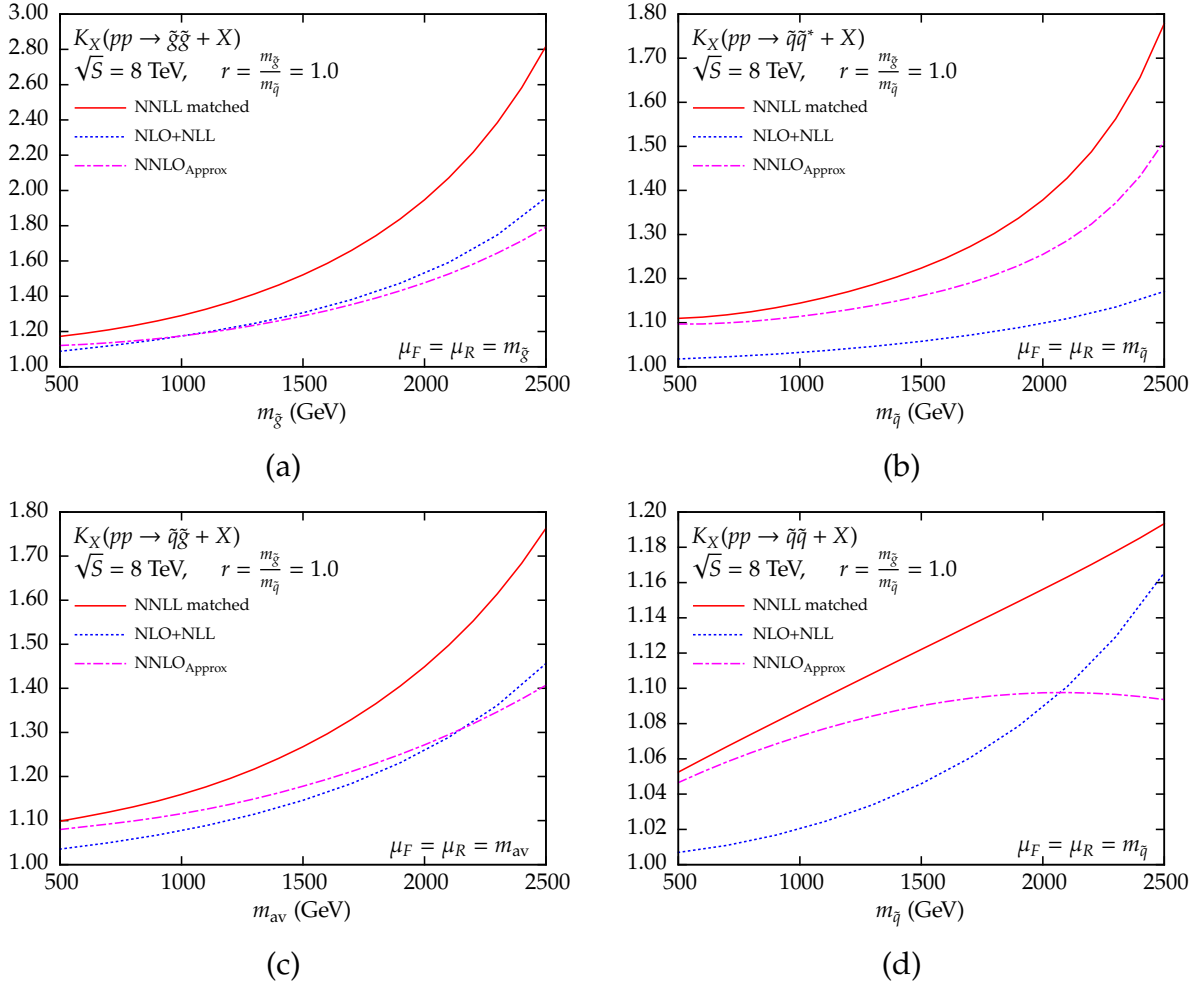 3.00
2.80
2.60
2.40
2.20
2.00
1.80
1.60
1.40
1.20
1.00
K_X(pp → g̃g̃ + X)
√S = 8 TeV, r = m_g̃/m_q̃ = 1.0
NNLL matched
NLO+NLL
NNLO_Approx
μ_F = μ_R = m_g̃
500 1000 1500 2000 2500
m_g̃ (GeV)
(a)
1.80
1.70
1.60
1.50
1.40
1.30
1.20
1.10
1.00
K_X(pp → q̃q̃* + X)
√S = 8 TeV, r = m_g̃/m_q̃ = 1.0
NNLL matched
NLO+NLL
NNLO_Approx
μ_F = μ_R = m_q̃
500 1000 1500 2000 2500
m_q̃ (GeV)
(b)
1.80
1.70
1.60
1.50
1.40
1.30
1.20
1.10
1.00
K_X(pp → q̃g̃ + X)
√S = 8 TeV, r = m_g̃/m_q̃ = 1.0
NNLL matched
NLO+NLL
NNLO_Approx
μ_F = μ_R = m_av
500 1000 1500 2000 2500
m_av (GeV)
(c)
1.20
1.18
1.16
1.14
1.12
1.10
1.08
1.06
1.04
1.02
1.00
K_X(pp → q̃q̃ + X)
√S = 8 TeV, r = m_g̃/m_q̃ = 1.0
NNLL matched
NLO+NLL
NNLO_Approx
μ_F = μ_R = m_q̃
500 1000 1500 2000 2500
m_q̃ (GeV)
(d)